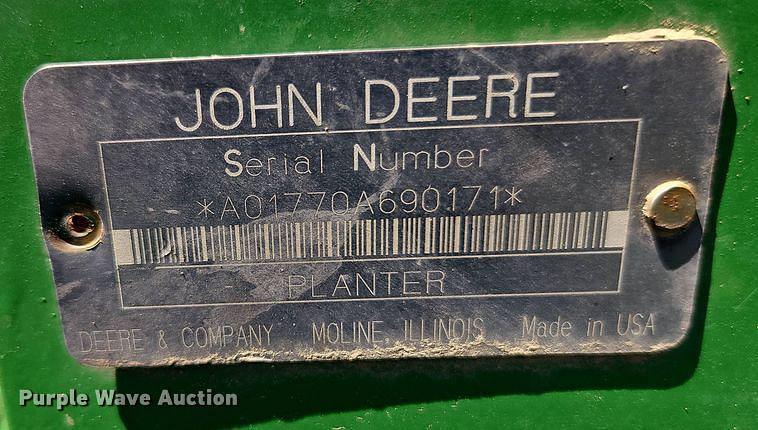 JOHN DEERE
Serial Number
*A01770A690171*
PLANTER
DEERE & COMPANY MOLINE, ILLINOIS Made in USA
Purple Wave Auction